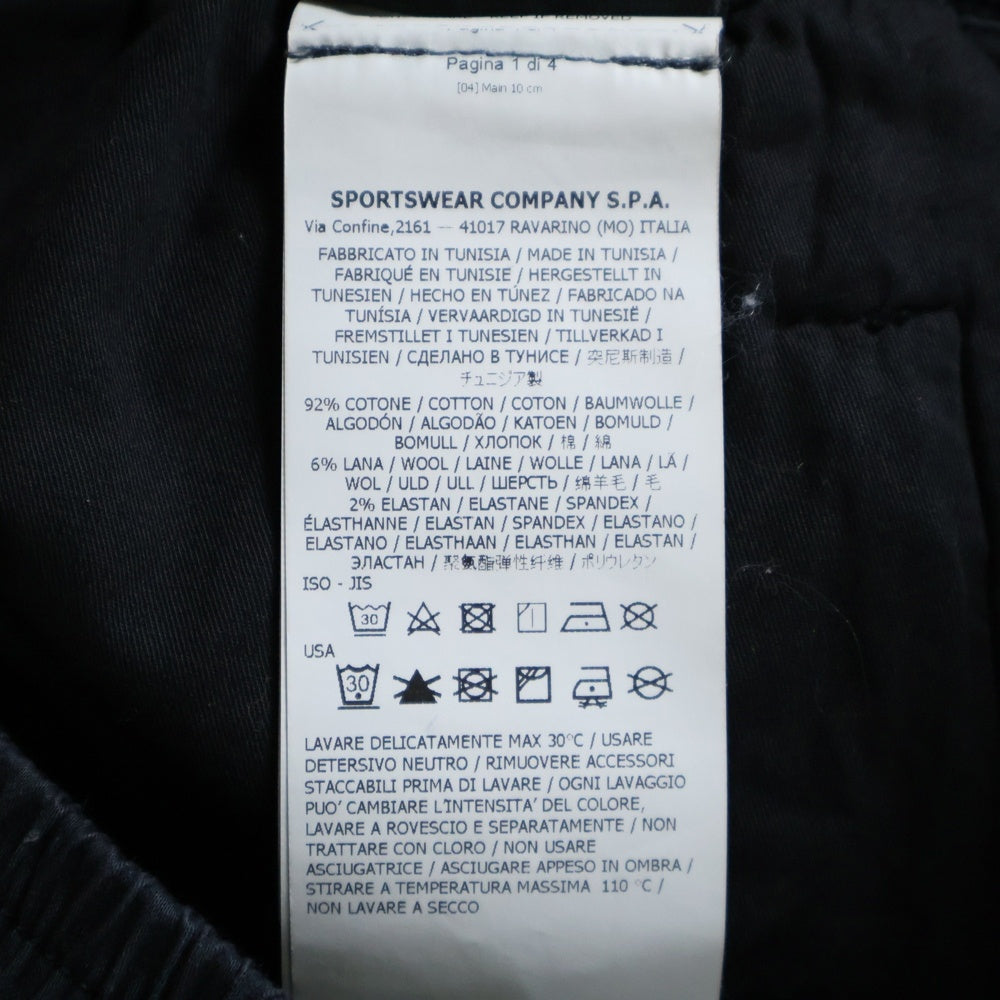 KEEP IF REMOVED
Pagina 1 di 4
[04] Main 10 cm
SPORTSWEAR COMPANY S.P.A.
Via Confine,2161 -- 41017 RAVARINO (MO) ITALIA
FABBRICATO IN TUNISIA / MADE IN TUNISIA /
FABRIQUÉ EN TUNISIE / HERGESTELLT IN
TUNESIEN / HECHO EN TÚNEZ / FABRICADO NA
TUNÍSIA / VERVAARDIGD IN TUNESIË /
FREMSTILLET I TUNESIEN / TILLVERKAD I
TUNISIEN / СДЕЛАНО В ТУНИСЕ / 突尼斯制造 /
チュニジア製
92% COTONE / COTTON / COTON / BAUMWOLLE /
ALGODÓN / ALGODÃO / KATOEN / BOMULD /
BOMULL / ХЛОПОК / 棉 / 綿
6% LANA / WOOL / LAINE / WOLLE / LANA / LÃ /
WOL / ULD / ULL / ШЕРСТЬ / 绵羊毛 / 毛
2% ELASTAN / ELASTANE / SPANDEX /
ÉLASTHANNE / ELASTAN / SPANDEX / ELASTANO /
ELASTANO / ELASTHAAN / ELASTHAN / ELASTAN /
ЭЛАСТАН / 聚氨酯弹性纤维 / ポリウレタン
ISO - JIS
30
USA
30
LAVARE DELICATAMENTE MAX 30°C / USARE
DETERSIVO NEUTRO / RIMUOVERE ACCESSORI
STACCABILI PRIMA DI LAVARE / OGNI LAVAGGIO
PUO' CAMBIARE L'INTENSITA' DEL COLORE,
LAVARE A ROVESCIO E SEPARATAMENTE / NON
TRATTARE CON CLORO / NON USARE
ASCIUGATRICE / ASCIUGARE APPESO IN OMBRA /
STIRARE A TEMPERATURA MASSIMA 110 °C /
NON LAVARE A SECCO